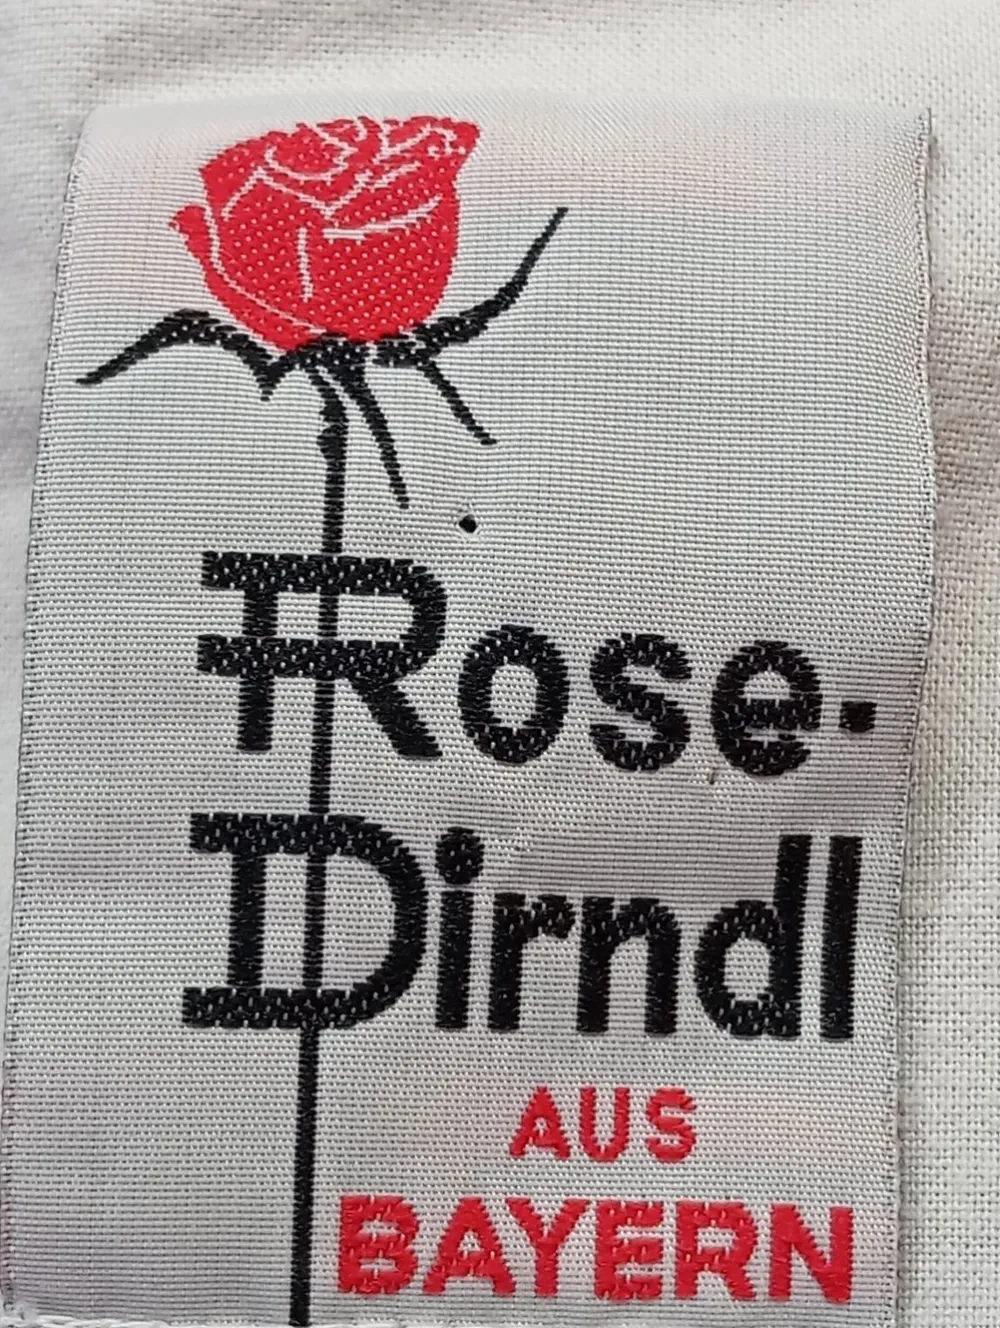 Rose-
Dirndl
AUS
BAYERN